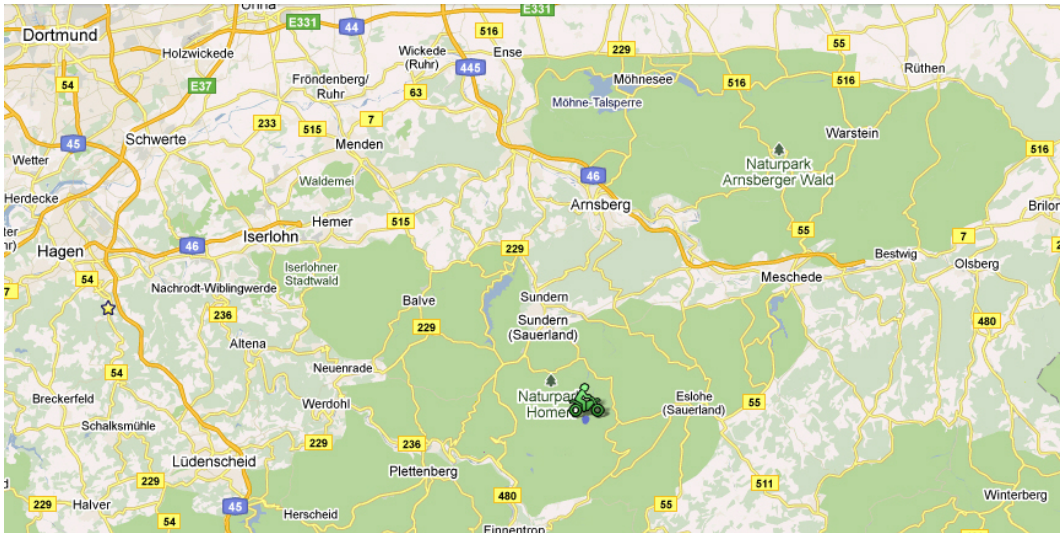 E331
Unna
E331
44
Dortmund
516
Holzwickede
Wickede
(Ruhr)
Ense
229
55
445
Rüthen
54
E37
Fröndenberg/
Ruhr
63
Möhnesee
516
516
Möhne-Talsperre
45
Schwerte
233
515
7
Menden
Warstein
516
Wetter
Naturpark
Arnsberger Wald
Waldemei
46
Herdecke
Arnsberg
Brilon
Hemer
515
Iserlohn
55
Hagen
46
229
7
Bestwig
Olsberg
Iserlohner
Stadtwald
54
Meschede
7
Nachrodt-Wiblingwerde
Balve
Sundern
236
229
Sundern
(Sauerland)
480
Altena
Neuenrade
54
Naturpark
Homert
Eslohe
(Sauerland)
55
Breckerfeld
Werdohl
Schalksmühle
229
236
Lüdenscheid
Plettenberg
229
511
480
Winterberg
229
Halver
45
55
Herscheid
54
Finnentrop